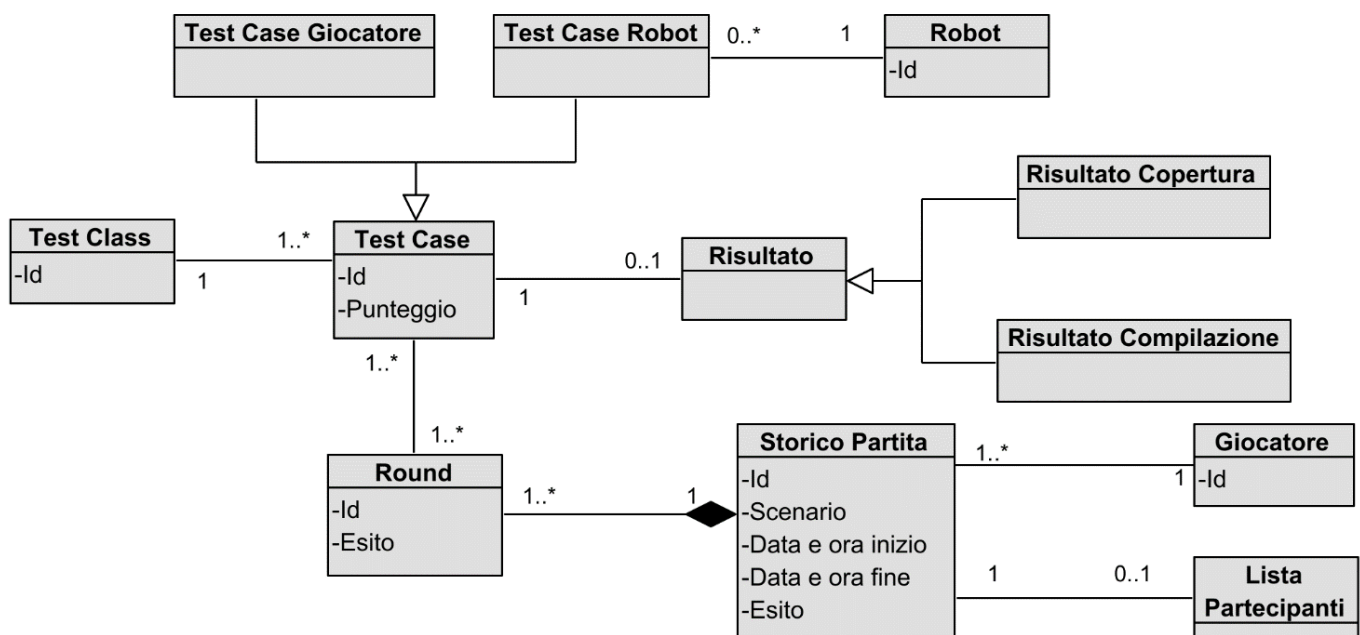 Test Case Giocatore
Test Case Robot
0..*
1
Robot
-Id
Risultato Copertura
Test Class
-Id
1..*
1
Test Case
-Id
-Punteggio
0..1
1
Risultato
Risultato Compilazione
1..*
1..*
Round
-Id
-Esito
1..*
1
Storico Partita
-Id
-Scenario
-Data e ora inizio
-Data e ora fine
-Esito
1..*
1
Giocatore
-Id
1
0..1
Lista
Partecipanti